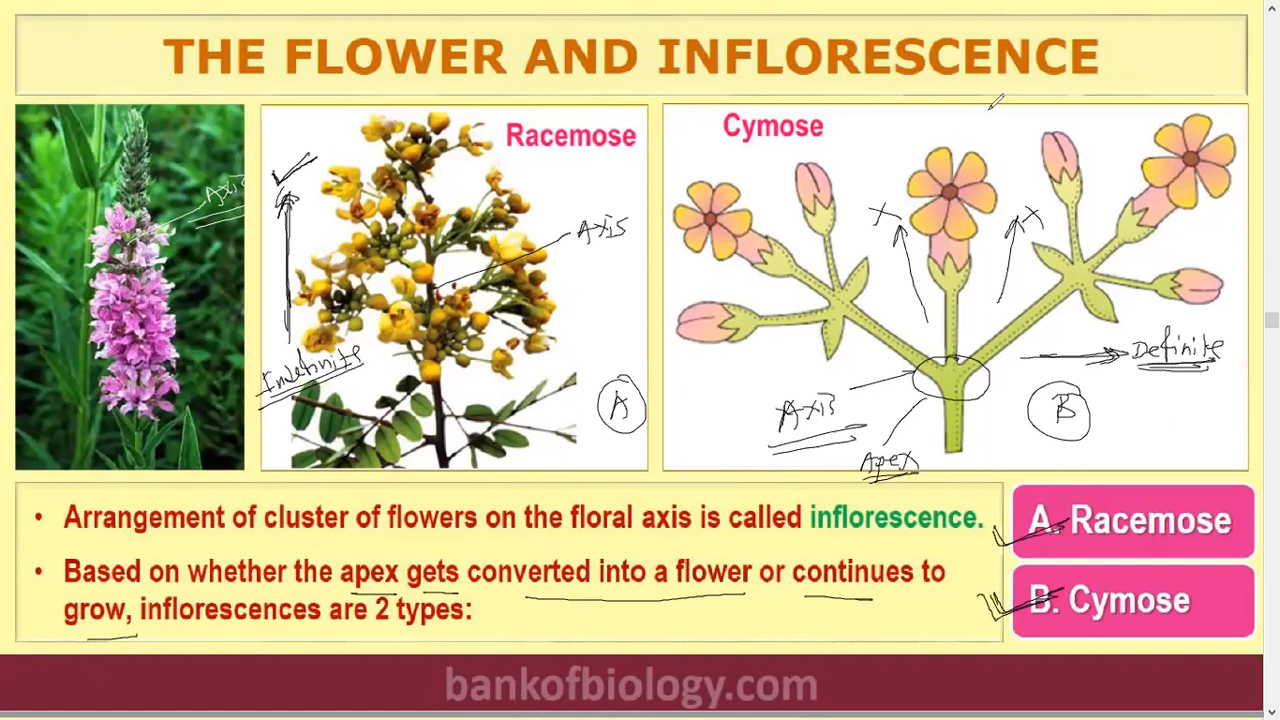 THE FLOWER AND INFLORESCENCE
Axis
Racemose
Axis
Indefinite
A
Cymose
X
X
Definite
Axis
B
Apex
• Arrangement of cluster of flowers on the floral axis is called inflorescence.
• Based on whether the apex gets converted into a flower or continues to
grow, inflorescences are 2 types:
A. Racemose
B. Cymose
bankofbiology.com